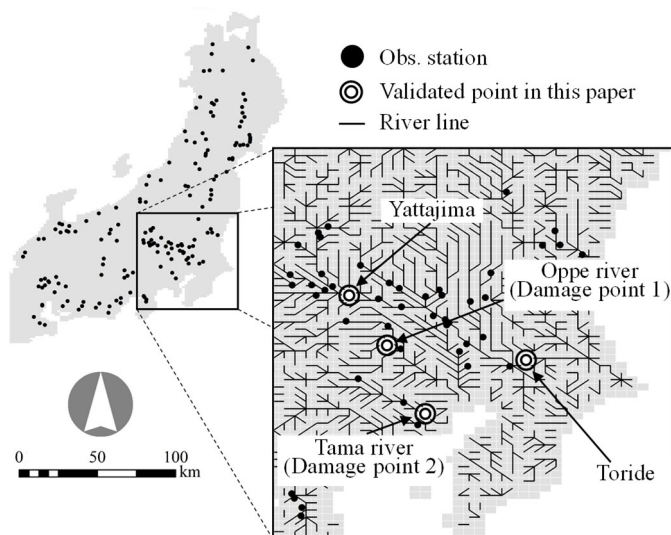 Obs. station
Validated point in this paper
River line
Yattajima
Oppe river
(Damage point 1)
Tama river
(Damage point 2)
Toride
0 50 100
km